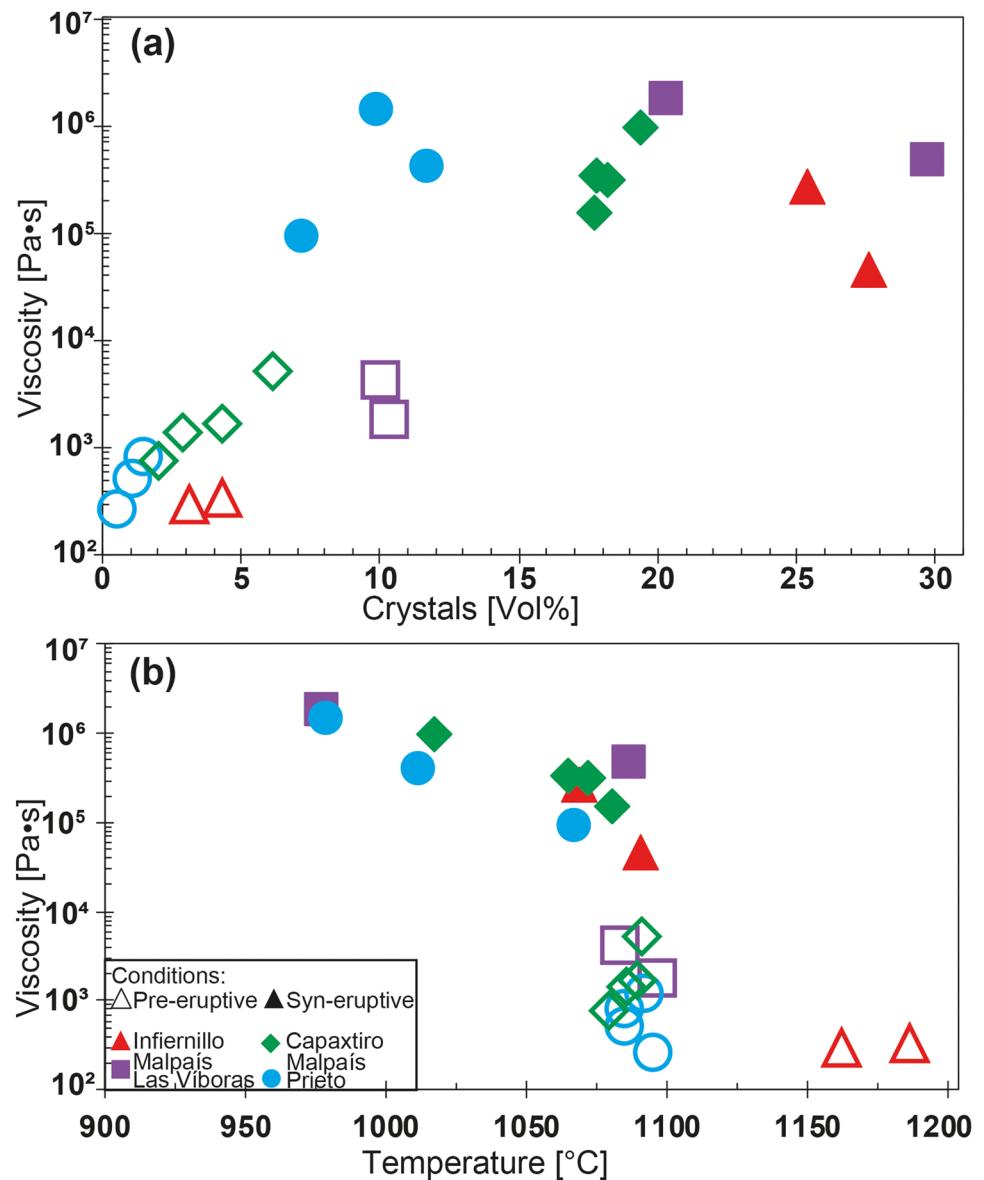 (a)
Viscosity [Pa•s]
10⁷
10⁶
10⁵
10⁴
10³
10²
0 5 10 15 20 25 30
Crystals [Vol%]
(b)
Viscosity [Pa•s]
10⁷
10⁶
10⁵
10⁴
10³
10²
Conditions:
Pre-eruptive Syn-eruptive
Infiernillo Capaxtiro
Malpaís Malpaís
Las Víboras Prieto
900 950 1000 1050 1100 1150 1200
Temperature [°C]